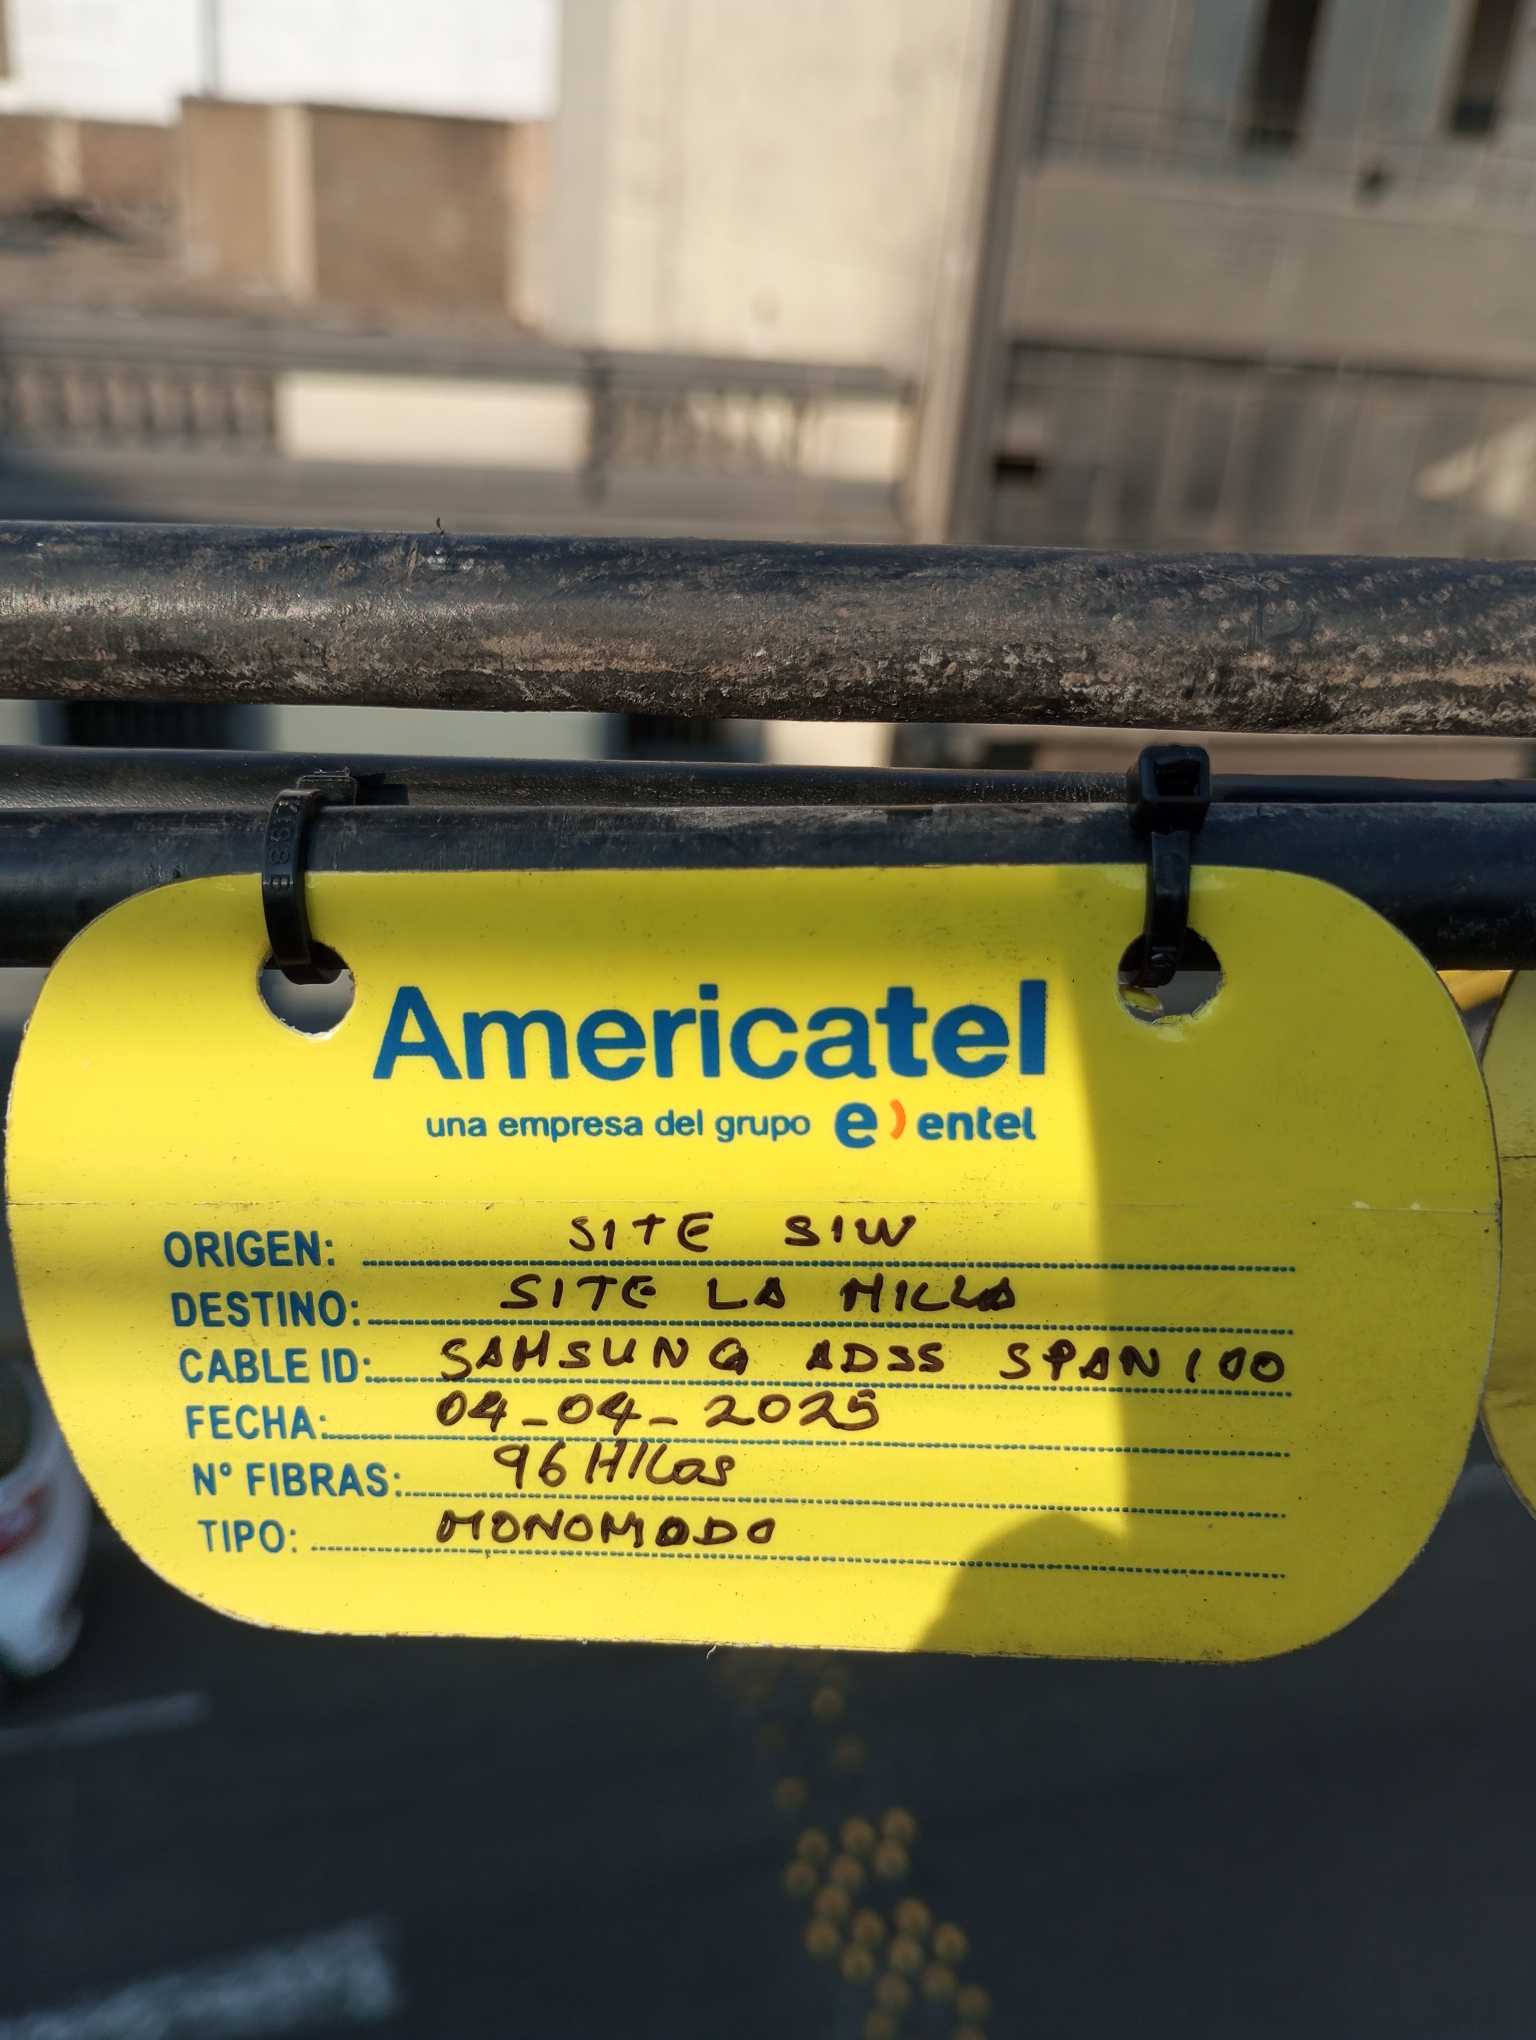 Americatel
una empresa del grupo e) entel
ORIGEN: SITE SIW
DESTINO: SITE LA MILLA
CABLE ID: SAMSUNG ADSS SPAN 100
FECHA: 04-04-2025
N° FIBRAS: 96 HILOS
TIPO: MONOMODO